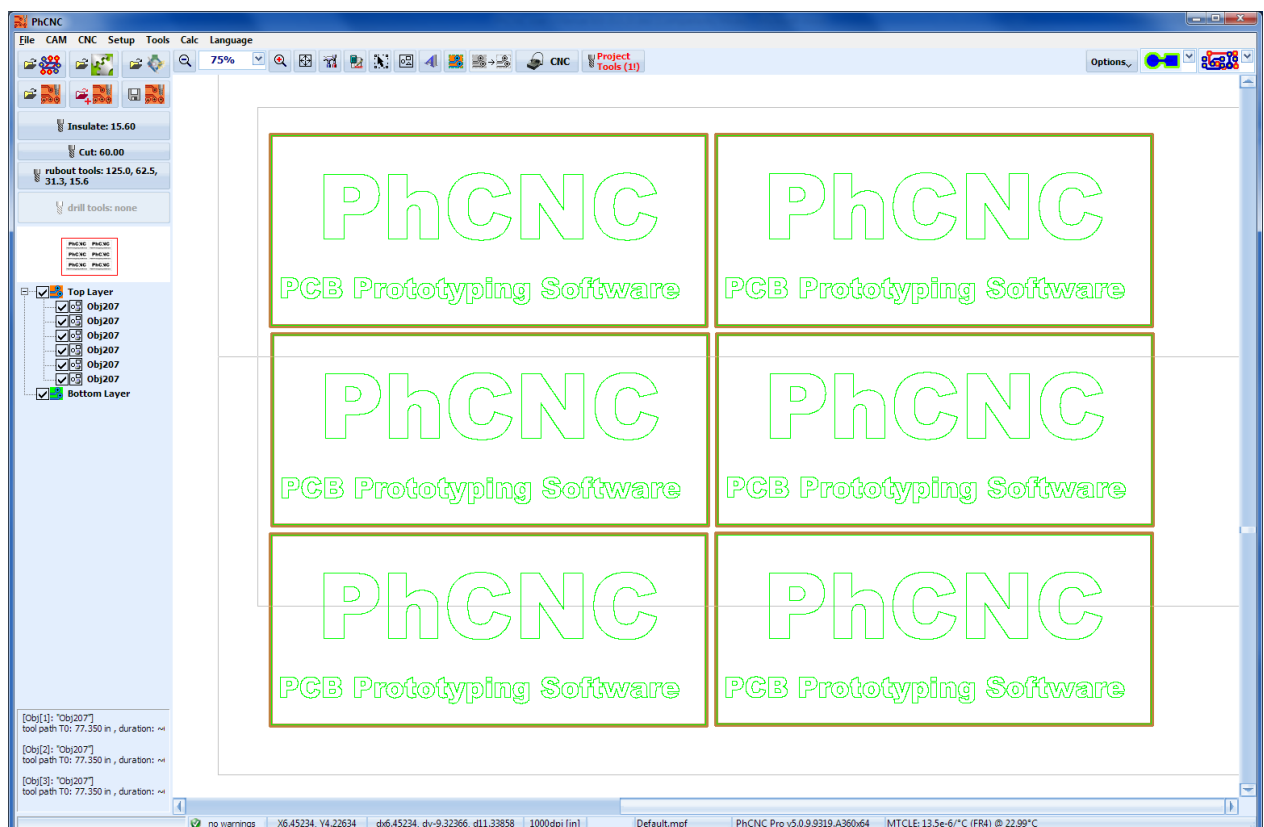 PhCNC
File CAM CNC Setup Tools Calc Language
75% CNC Project Tools (1!) Options
Insulate: 15.60
Cut: 60.00
rubout tools: 125.0, 62.5,
31.3, 15.6
drill tools: none
PhCNC PhCNC
PhCNC PhCNC
PhCNC PhCNC
Top Layer
Obj207
Obj207
Obj207
Obj207
Obj207
Obj207
Bottom Layer
PhCNC PhCNC
PCB Prototyping Software PCB Prototyping Software
PhCNC PhCNC
PCB Prototyping Software PCB Prototyping Software
PhCNC PhCNC
PCB Prototyping Software PCB Prototyping Software
[Obj[1]: "Obj207"]
tool path T0: 77.350 in , duration:
[Obj[2]: "Obj207"]
tool path T0: 77.350 in , duration:
[Obj[3]: "Obj207"]
tool path T0: 77.350 in , duration:
no warnings X6.45234, Y4.22634 dx6.45234, dy-9.32366, d11.33858 1000dpi [in] Default.mpf PhCNC Pro v5.0.9.9319.A360x64 MTCLE: 13.5e-6/°C (FR4) @ 22.99°C